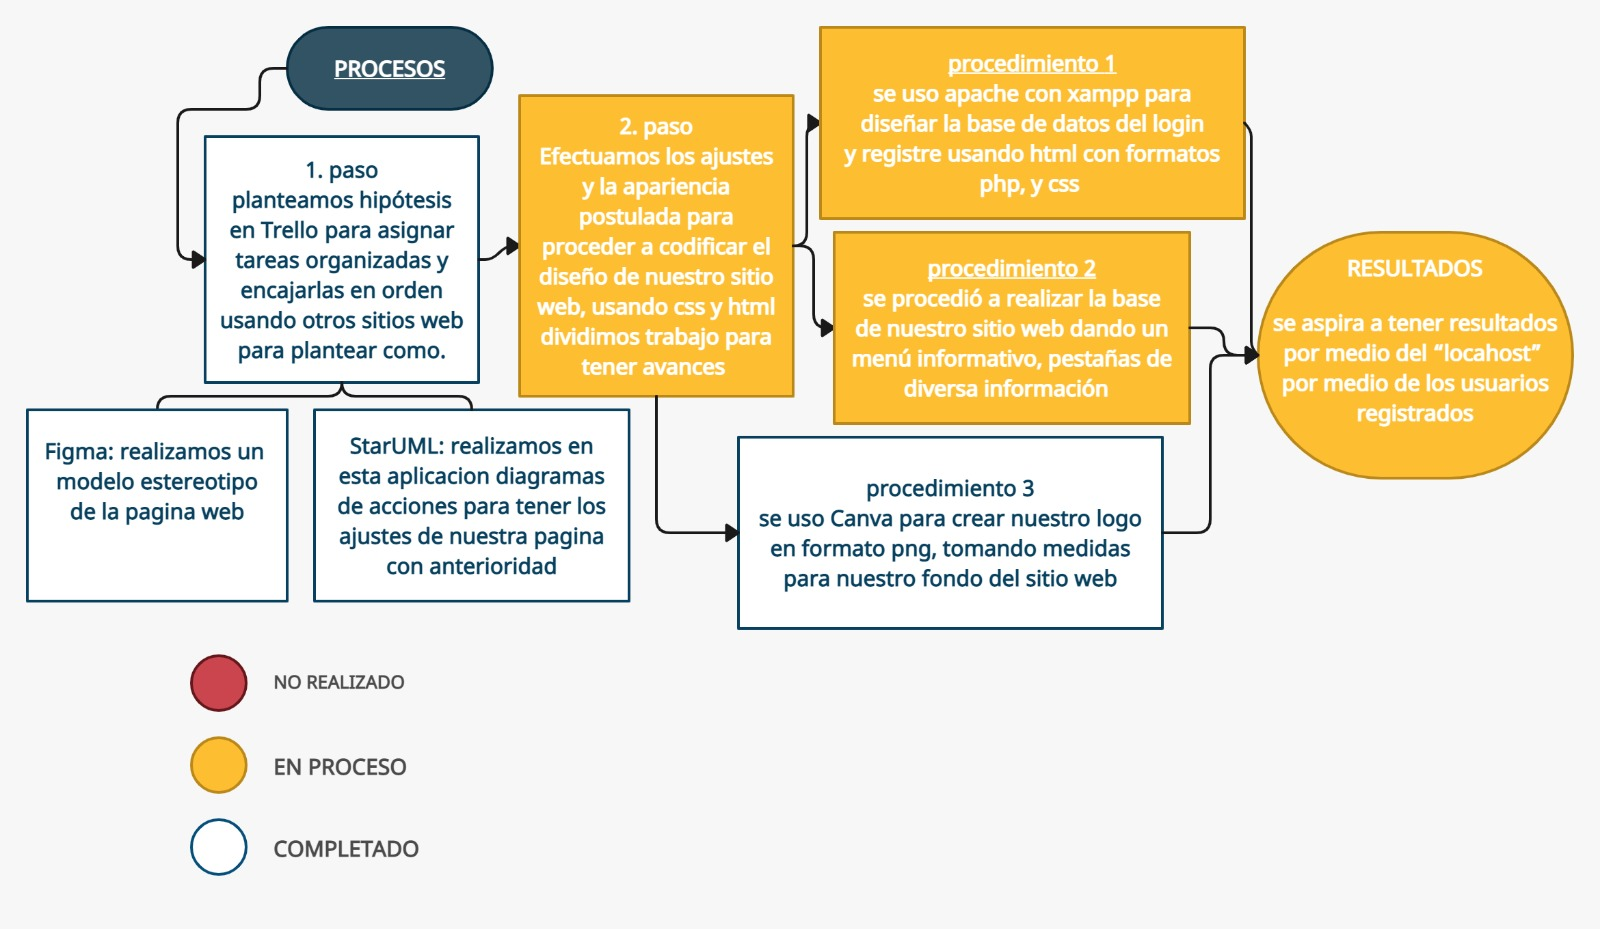 PROCESOS
1. paso
planteamos hipótesis
en Trello para asignar
tareas organizadas y
encajarlas en orden
usando otros sitios web
para plantear como.
Figma: realizamos un
modelo estereotipo
de la pagina web
StarUML: realizamos en
esta aplicacion diagramas
de acciones para tener los
ajustes de nuestra pagina
con anterioridad
2. paso
Efectuamos los ajustes
y la apariencia
postulada para
proceder a codificar el
diseño de nuestro sitio
web, usando css y html
dividimos trabajo para
tener avances
procedimiento 1
se uso apache con xampp para
diseñar la base de datos del login
y registre usando html con formatos
php, y css
procedimiento 2
se procedió a realizar la base
de nuestro sitio web dando un
menú informativo, pestañas de
diversa información
procedimiento 3
se uso Canva para crear nuestro logo
en formato png, tomando medidas
para nuestro fondo del sitio web
RESULTADOS
se aspira a tener resultados
por medio del “locahost”
por medio de los usuarios
registrados
NO REALIZADO
EN PROCESO
COMPLETADO